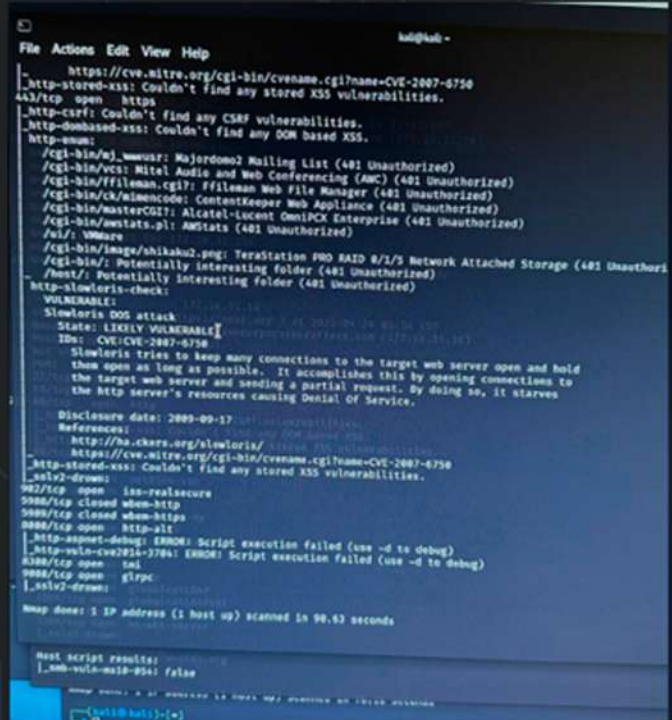 kali@kali: ~
File Actions Edit View Help
|_ https://cve.mitre.org/cgi-bin/cvename.cgi?name=CVE-2007-6750
|_http-stored-xss: Couldn't find any stored XSS vulnerabilities.
443/tcp open https
|_http-csrf: Couldn't find any CSRF vulnerabilities.
|_http-dombased-xss: Couldn't find any DOM based XSS.
http-enum:
/cgi-bin/mj_wwwusr: Majordomo2 Mailing List (401 Unauthorized)
/cgi-bin/vcs: Mitel Audio and Web Conferencing (AWC) (401 Unauthorized)
/cgi-bin/ffileman.cgi?: Ffileman Web File Manager (401 Unauthorized)
/cgi-bin/ck/mimencode: ContentKeeper Web Appliance (401 Unauthorized)
/cgi-bin/masterCGI?: Alcatel-Lucent OmniPCX Enterprise (401 Unauthorized)
/cgi-bin/awstats.pl: AWStats (401 Unauthorized)
/ui/: VMware
/cgi-bin/image/shikaku2.png: TeraStation PRO RAID 0/1/5 Network Attached Storage (401 Unauthori
/cgi-bin/: Potentially interesting folder (401 Unauthorized)
|_ /host/: Potentially interesting folder (401 Unauthorized)
http-slowloris-check:
VULNERABLE:
Slowloris DOS attack
State: LIKELY VULNERABLE
IDs: CVE:CVE-2007-6750
Slowloris tries to keep many connections to the target web server open and hold
them open as long as possible. It accomplishes this by opening connections to
the target web server and sending a partial request. By doing so, it starves
the http server's resources causing Denial Of Service.
Disclosure date: 2009-09-17
References:
http://ha.ckers.org/slowloris/
|_ https://cve.mitre.org/cgi-bin/cvename.cgi?name=CVE-2007-6750
|_http-stored-xss: Couldn't find any stored XSS vulnerabilities.
|_sslv2-drown:
902/tcp open iss-realsecure
5988/tcp closed wbem-http
5989/tcp closed wbem-https
8000/tcp open http-alt
|_http-aspnet-debug: ERROR: Script execution failed (use -d to debug)
|_http-vuln-cve2014-3704: ERROR: Script execution failed (use -d to debug)
8300/tcp open tmi
9080/tcp open glrpc
|_sslv2-drown:
Nmap done: 1 IP address (1 host up) scanned in 90.63 seconds
Host script results:
|_smb-vuln-ms10-054: false
(kali㉿kali)-[~]